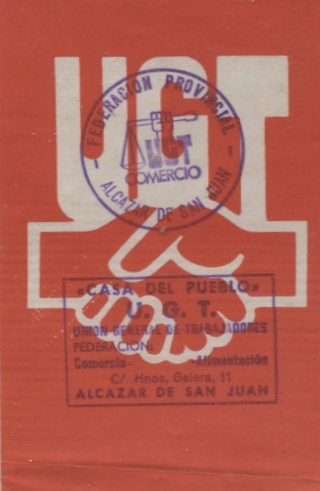 UGT
FEDERACION PROVINCIAL
UGT
COMERCIO
ALCAZAR DE SAN JUAN
«CASA DEL PUEBLO»
U. G. T.
UNION GENERAL DE TRABAJADORES
FEDERACION:
Comercio - Alimentación
C/. Hnos. Galera, 11
ALCAZAR DE SAN JUAN